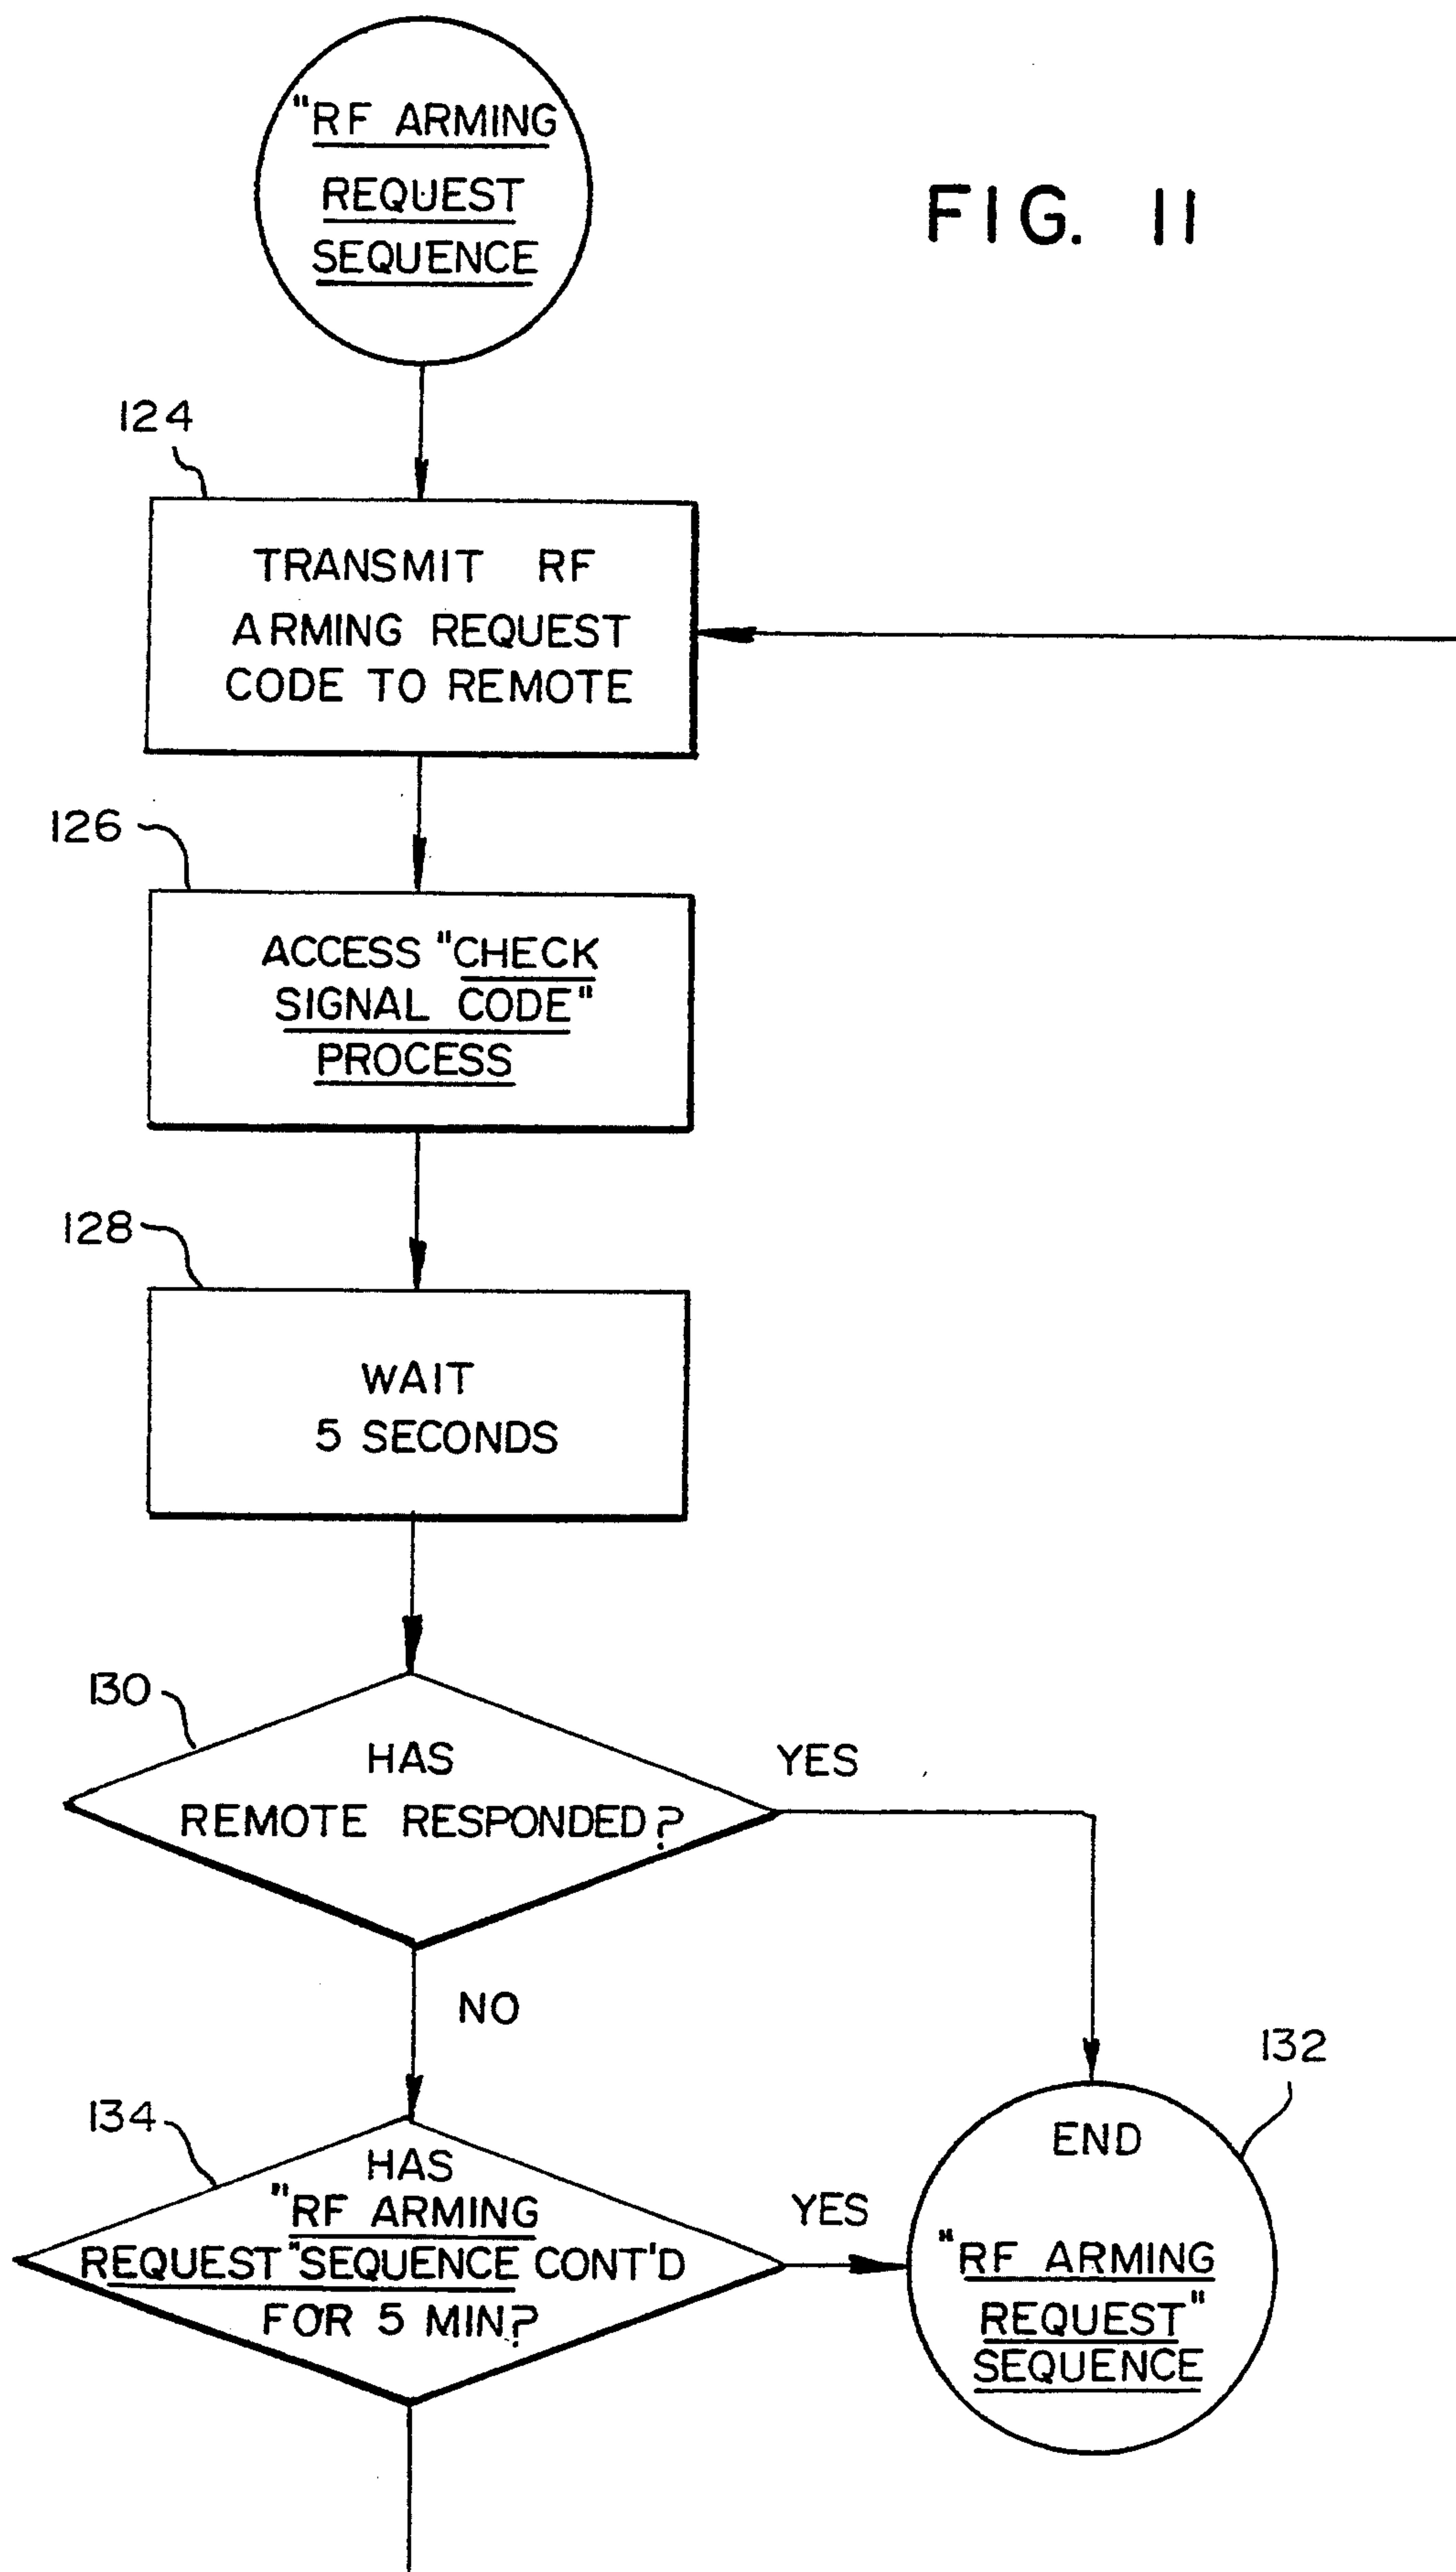 "RF ARMING
REQUEST
SEQUENCE
FIG. 11
124
TRANSMIT RF
ARMING REQUEST
CODE TO REMOTE
126
ACCESS "CHECK
SIGNAL CODE"
PROCESS
128
WAIT
5 SECONDS
130
HAS
REMOTE RESPONDED?
YES
NO
132
134
HAS
"RF ARMING
REQUEST"SEQUENCE CONT'D
FOR 5 MIN?
YES
END
"RF ARMING
REQUEST"
SEQUENCE